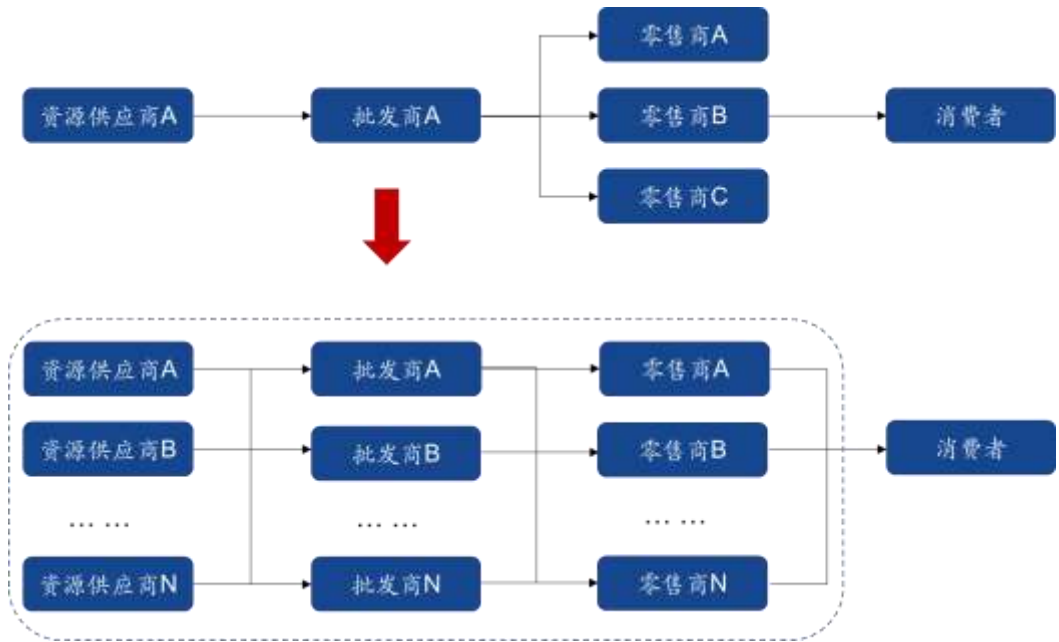 零售商A
资源供应商A
批发商A
零售商B
消费者
零售商C
资源供应商A
批发商A
零售商A
资源供应商B
批发商B
零售商B
消费者
... ...
... ...
... ...
资源供应商N
批发商N
零售商N